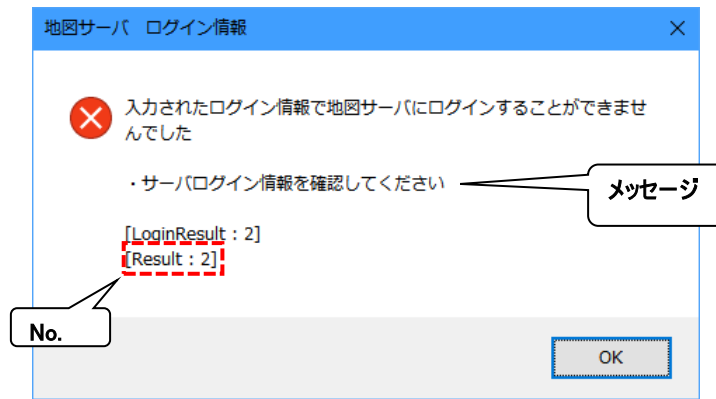 地図サーバ ログイン情報
入力されたログイン情報で地図サーバにログインすることができませ
んでした
・サーバログイン情報を確認してください
メッセージ
[LoginResult : 2]
[Result : 2]
No.
OK